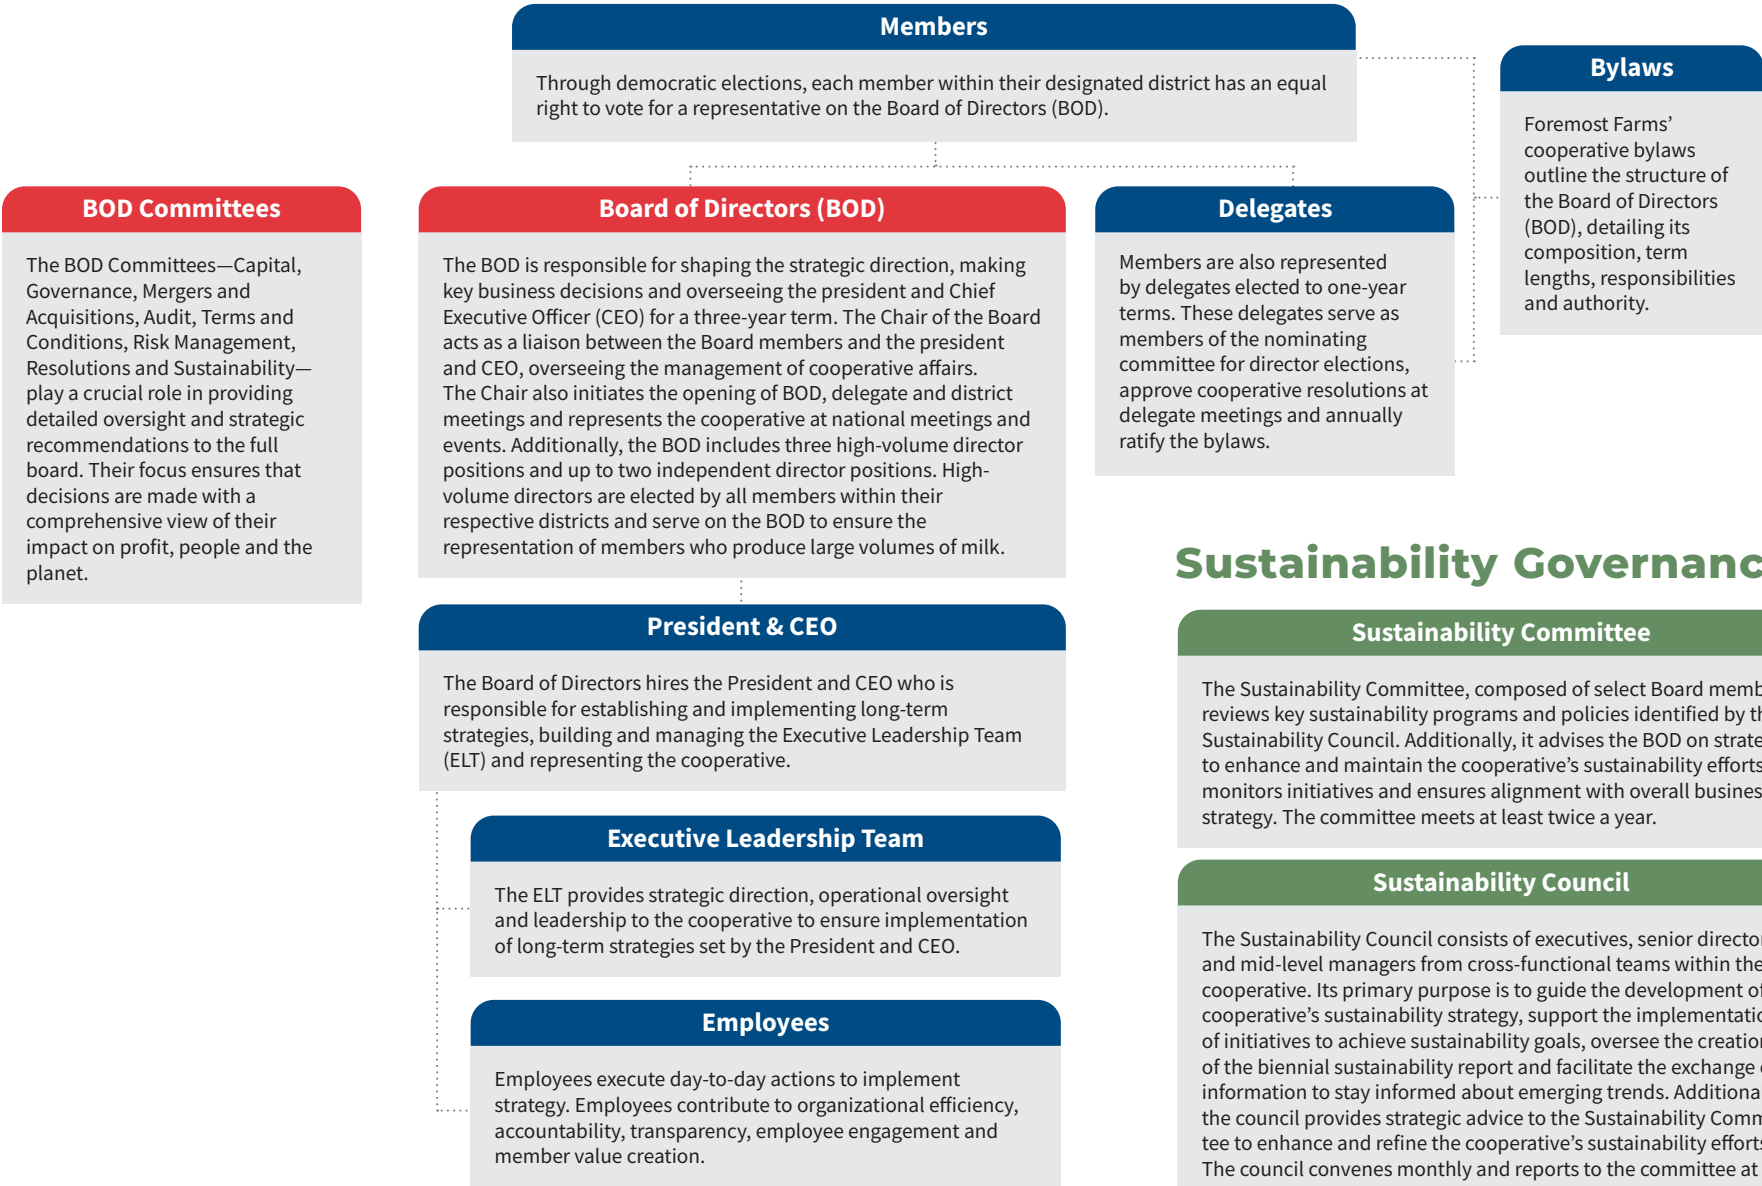 Members
Through democratic elections, each member within their designated district has an equal
right to vote for a representative on the Board of Directors (BOD).
Bylaws
Foremost Farms’
cooperative bylaws
outline the structure of
the Board of Directors
(BOD), detailing its
composition, term
lengths, responsibilities
and authority.
BOD Committees
The BOD Committees—Capital,
Governance, Mergers and
Acquisitions, Audit, Terms and
Conditions, Risk Management,
Resolutions and Sustainability—
play a crucial role in providing
detailed oversight and strategic
recommendations to the full
board. Their focus ensures that
decisions are made with a
comprehensive view of their
impact on profit, people and the
planet.
Board of Directors (BOD)
The BOD is responsible for shaping the strategic direction, making
key business decisions and overseeing the president and Chief
Executive Officer (CEO) for a three-year term. The Chair of the Board
acts as a liaison between the Board members and the president
and CEO, overseeing the management of cooperative affairs.
The Chair also initiates the opening of BOD, delegate and district
meetings and represents the cooperative at national meetings and
events. Additionally, the BOD includes three high-volume director
positions and up to two independent director positions. High-
volume directors are elected by all members within their
respective districts and serve on the BOD to ensure the
representation of members who produce large volumes of milk.
Delegates
Members are also represented
by delegates elected to one-year
terms. These delegates serve as
members of the nominating
committee for director elections,
approve cooperative resolutions at
delegate meetings and annually
ratify the bylaws.
President & CEO
The Board of Directors hires the President and CEO who is
responsible for establishing and implementing long-term
strategies, building and managing the Executive Leadership Team
(ELT) and representing the cooperative.
Executive Leadership Team
The ELT provides strategic direction, operational oversight
and leadership to the cooperative to ensure implementation
of long-term strategies set by the President and CEO.
Employees
Employees execute day-to-day actions to implement
strategy. Employees contribute to organizational efficiency,
accountability, transparency, employee engagement and
member value creation.
Sustainability Governanc
Sustainability Committee
The Sustainability Committee, composed of select Board memb
reviews key sustainability programs and policies identified by th
Sustainability Council. Additionally, it advises the BOD on strate
to enhance and maintain the cooperative’s sustainability efforts
monitors initiatives and ensures alignment with overall busines
strategy. The committee meets at least twice a year.
Sustainability Council
The Sustainability Council consists of executives, senior director
and mid-level managers from cross-functional teams within the
cooperative. Its primary purpose is to guide the development of
cooperative’s sustainability strategy, support the implementatio
of initiatives to achieve sustainability goals, oversee the creation
of the biennial sustainability report and facilitate the exchange
information to stay informed about emerging trends. Additiona
the council provides strategic advice to the Sustainability Comm
tee to enhance and refine the cooperative’s sustainability efforts
The council convenes monthly and reports to the committee at